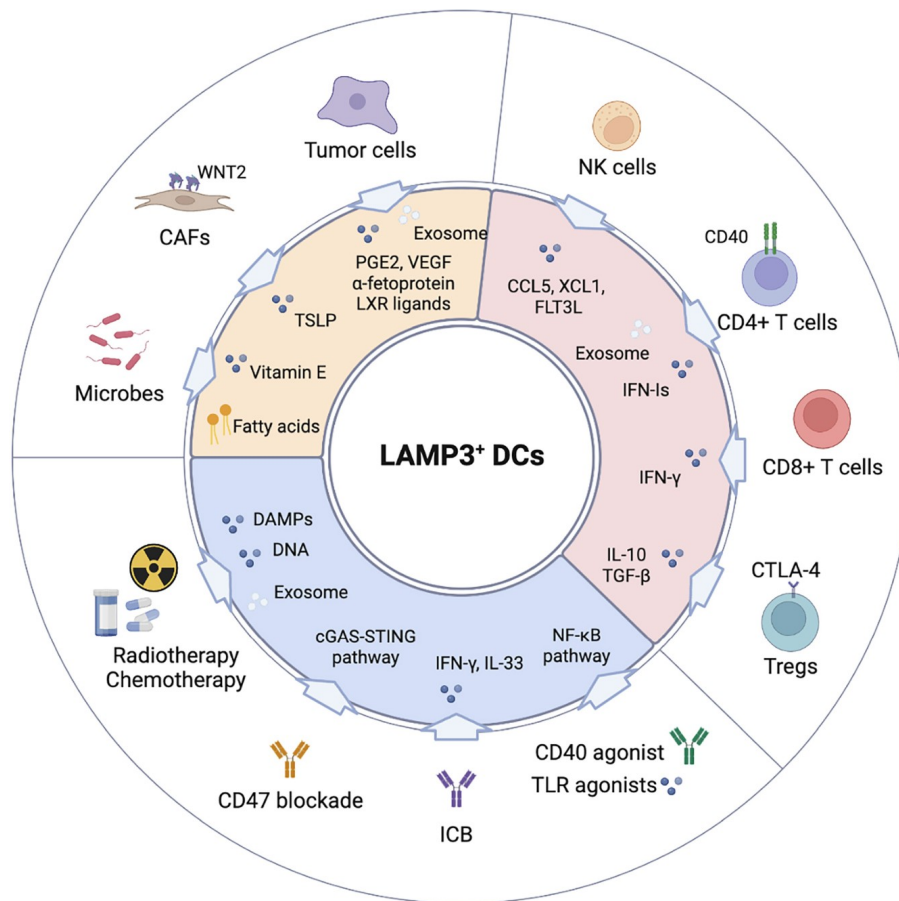 Tumor cells
WNT2
CAFs
Microbes
Exosome
PGE2, VEGF
α-fetoprotein
LXR ligands
TSLP
Vitamin E
Fatty acids
NK cells
CD40
CD4+ T cells
CD8+ T cells
CTLA-4
Tregs
CCL5, XCL1,
FLT3L
Exosome
IFN-Is
IFN-γ
IL-10
TGF-β
LAMP3⁺ DCs
DAMPs
DNA
Exosome
cGAS-STING
pathway
IFN-γ, IL-33
NF-κB
pathway
Radiotherapy
Chemotherapy
CD47 blockade
ICB
CD40 agonist
TLR agonists